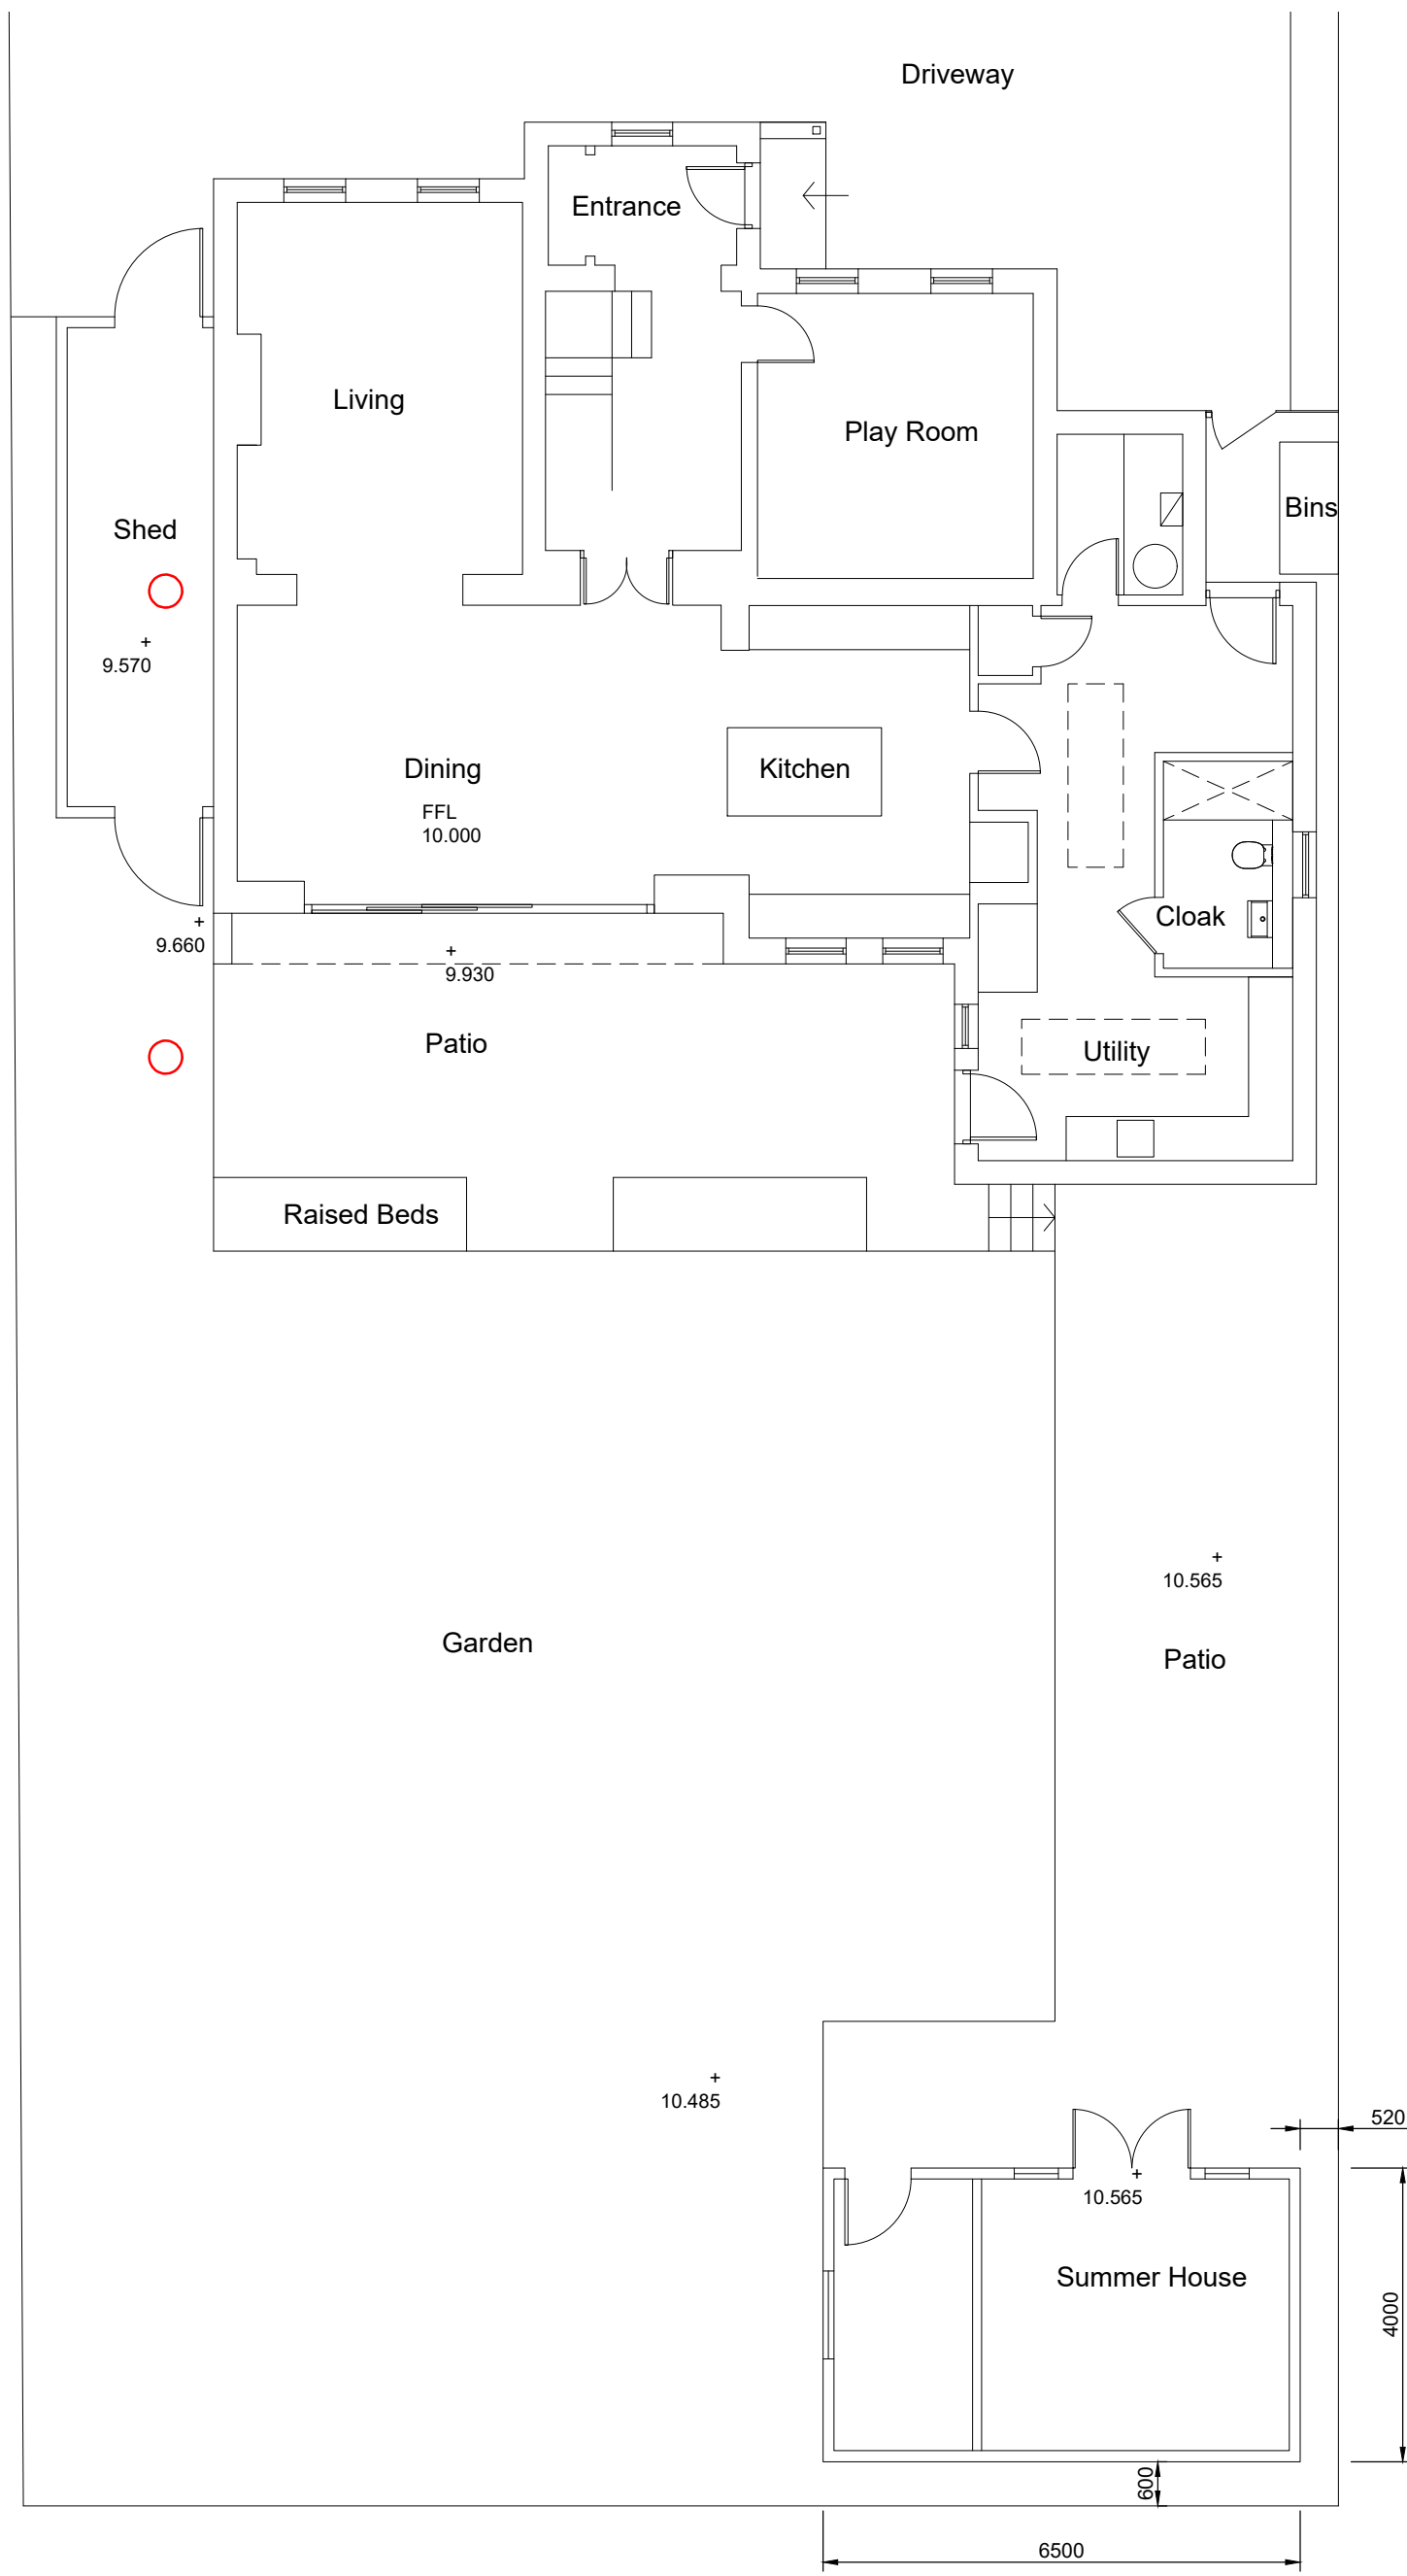 Driveway
Entrance
Living
Play Room
Bins
Shed
+
9.570
Dining
Kitchen
FFL
10.000
Cloak
+
9.660
+
9.930
Patio
Utility
Raised Beds
+
10.565
Garden
Patio
+
10.485
520
+
10.565
Summer House
4000
600
6500